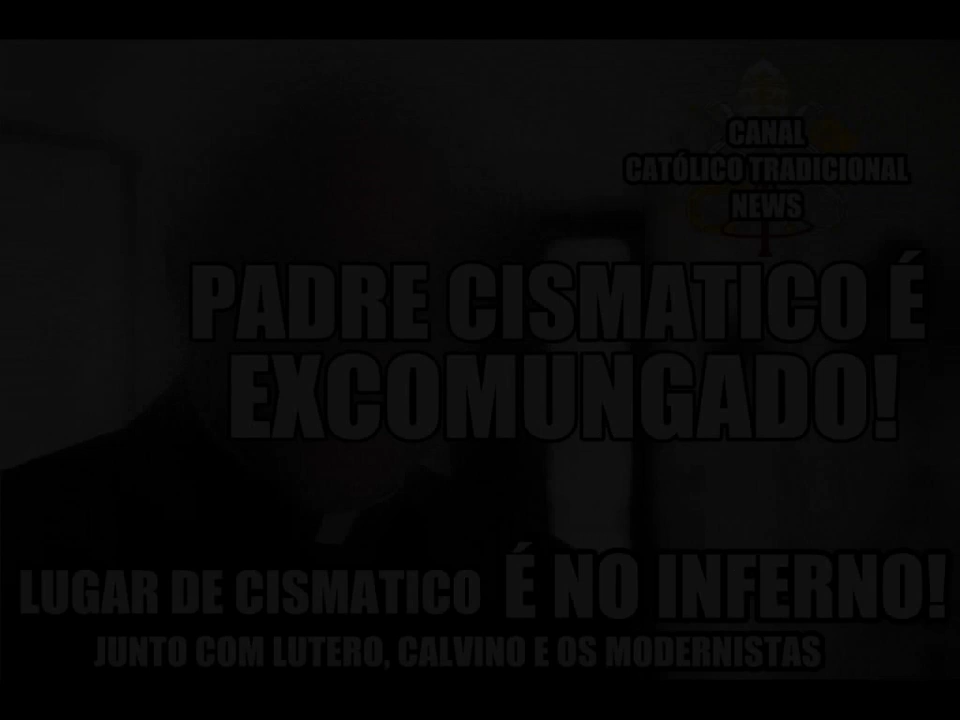 CANAL
CATÓLICO TRADICIONAL
NEWS
PADRE CISMATICO É
EXCOMUNGADO!
LUGAR DE CISMATICO É NO INFERNO!
JUNTO COM LUTERO, CALVINO E OS MODERNISTAS